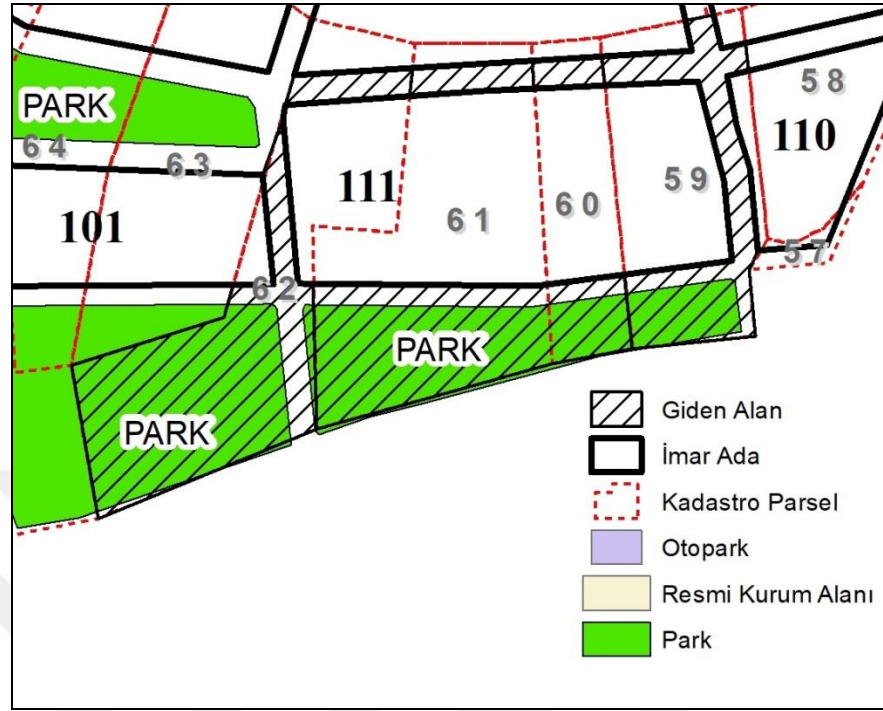 58
PARK
64
63
110
111
59
61
60
101
57
62
PARK
PARK
Giden Alan
İmar Ada
Kadastro Parsel
Otopark
Resmi Kurum Alanı
Park